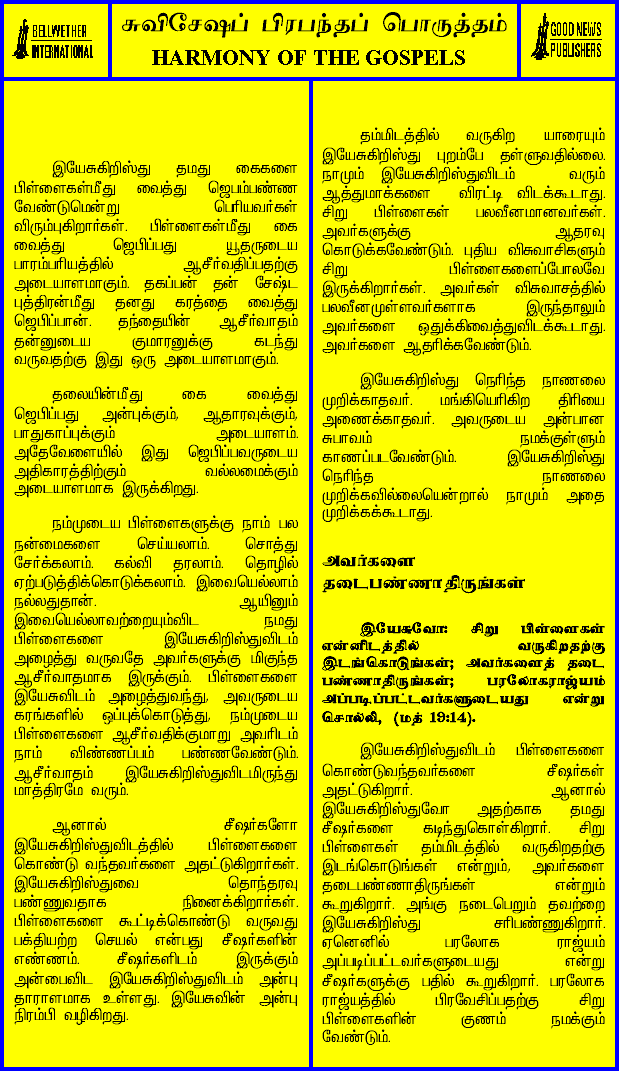 BELLWETHER
INTERNATIONAL
சுவிசேஷப் பிரபந்தப் பொருத்தம்
HARMONY OF THE GOSPELS
GOOD NEWS
PUBLISHERS
இயேசுகிறிஸ்து தமது கைகளை
பிள்ளைகள்மீது வைத்து ஜெபம்பண்ண
வேண்டுமென்று பெரியவர்கள்
விரும்புகிறார்கள். பிள்ளைகள்மீது கை
வைத்து ஜெபிப்பது யூதருடைய
பாரம்பரியத்தில் ஆசீர்வதிப்பதற்கு
அடையாளமாகும். தகப்பன் தன் சேஷ்ட
புத்திரன்மீது தனது கரத்தை வைத்து
ஜெபிப்பான். தந்தையின் ஆசீர்வாதம்
தன்னுடைய குமாரனுக்கு கடந்து
வருவதற்கு இது ஒரு அடையாளமாகும்.
தலையின்மீது கை வைத்து
ஜெபிப்பது அன்புக்கும், ஆதாரவுக்கும்,
பாதுகாப்புக்கும் அடையாளம்.
அதேவேளையில் இது ஜெபிப்பவருடைய
அதிகாரத்திற்கும் வல்லமைக்கும்
அடையாளமாக இருக்கிறது.
நம்முடைய பிள்ளைகளுக்கு நாம் பல
நன்மைகளை செய்யலாம். சொத்து
சேர்க்கலாம். கல்வி தரலாம். தொழில்
ஏற்படுத்திக்கொடுக்கலாம். இவையெல்லாம்
நல்லதுதான். ஆயினும்
இவையெல்லாவற்றையும்விட நமது
பிள்ளைகளை இயேசுகிறிஸ்துவிடம்
அழைத்து வருவதே அவர்களுக்கு மிகுந்த
ஆசீர்வாதமாக இருக்கும். பிள்ளைகளை
இயேசுவிடம் அழைத்துவந்து, அவருடைய
கரங்களில் ஒப்புக்கொடுத்து, நம்முடைய
பிள்ளைகளை ஆசீர்வதிக்குமாறு அவரிடம்
நாம் விண்ணப்பம் பண்ணவேண்டும்.
ஆசீர்வாதம் இயேசுகிறிஸ்துவிடமிருந்து
மாத்திரமே வரும்.
ஆனால் சீஷர்களோ
இயேசுகிறிஸ்துவிடத்தில் பிள்ளைகளை
கொண்டு வந்தவர்களை அதட்டுகிறார்கள்.
இயேசுகிறிஸ்துவை தொந்தரவு
பண்ணுவதாக நினைக்கிறார்கள்.
பிள்ளைகளை கூட்டிக்கொண்டு வருவது
பக்தியற்ற செயல் என்பது சீஷர்களின்
எண்ணம். சீஷர்களிடம் இருக்கும்
அன்பைவிட இயேசுகிறிஸ்துவிடம் அன்பு
தாராளமாக உள்ளது. இயேசுவின் அன்பு
நிரம்பி வழிகிறது.
தம்மிடத்தில் வருகிற யாரையும்
இயேசுகிறிஸ்து புறம்பே தள்ளுவதில்லை.
நாமும் இயேசுகிறிஸ்துவிடம் வரும்
ஆத்துமாக்களை விரட்டி விடக்கூடாது.
சிறு பிள்ளைகள் பலவீனமானவர்கள்.
அவர்களுக்கு ஆதரவு
கொடுக்கவேண்டும். புதிய விசுவாசிகளும்
சிறு பிள்ளைகளைப்போலவே
இருக்கிறார்கள். அவர்கள் விசுவாசத்தில்
பலவீனமுள்ளவர்களாக இருந்தாலும்
அவர்களை ஒதுக்கிவைத்துவிடக்கூடாது.
அவர்களை ஆதரிக்கவேண்டும்.
இயேசுகிறிஸ்து நெரிந்த நாணலை
முறிக்காதவர். மங்கியெரிகிற திரியை
அணைக்காதவர். அவருடைய அன்பான
சுபாவம் நமக்குள்ளும்
காணப்படவேண்டும். இயேசுகிறிஸ்து
நெரிந்த நாணலை
முறிக்கவில்லையென்றால் நாமும் அதை
முறிக்கக்கூடாது.
அவர்களை
தடைபண்ணாதிருங்கள்
இயேசுவோ: சிறு பிள்ளைகள்
என்னிடத்தில் வருகிறதற்கு
இடங்கொடுங்கள்; அவர்களைத் தடை
பண்ணாதிருங்கள்; பரலோகராஜ்யம்
அப்படிப்பட்டவர்களுடையது என்று
சொல்லி, (மத் 19:14).
இயேசுகிறிஸ்துவிடம் பிள்ளைகளை
கொண்டுவந்தவர்களை சீஷர்கள்
அதட்டுகிறார். ஆனால்
இயேசுகிறிஸ்துவோ அதற்காக தமது
சீஷர்களை கடிந்துகொள்கிறார். சிறு
பிள்ளைகள் தம்மிடத்தில் வருகிறதற்கு
இடங்கொடுங்கள் என்றும், அவர்களை
தடைபண்ணாதிருங்கள் என்றும்
கூறுகிறார். அங்கு நடைபெறும் தவற்றை
இயேசுகிறிஸ்து சரிபண்ணுகிறார்.
ஏனெனில் பரலோக ராஜ்யம்
அப்படிப்பட்டவர்களுடையது என்று
சீஷர்களுக்கு பதில் கூறுகிறார். பரலோக
ராஜ்யத்தில் பிரவேசிப்பதற்கு சிறு
பிள்ளைகளின் குணம் நமக்கும்
வேண்டும்.